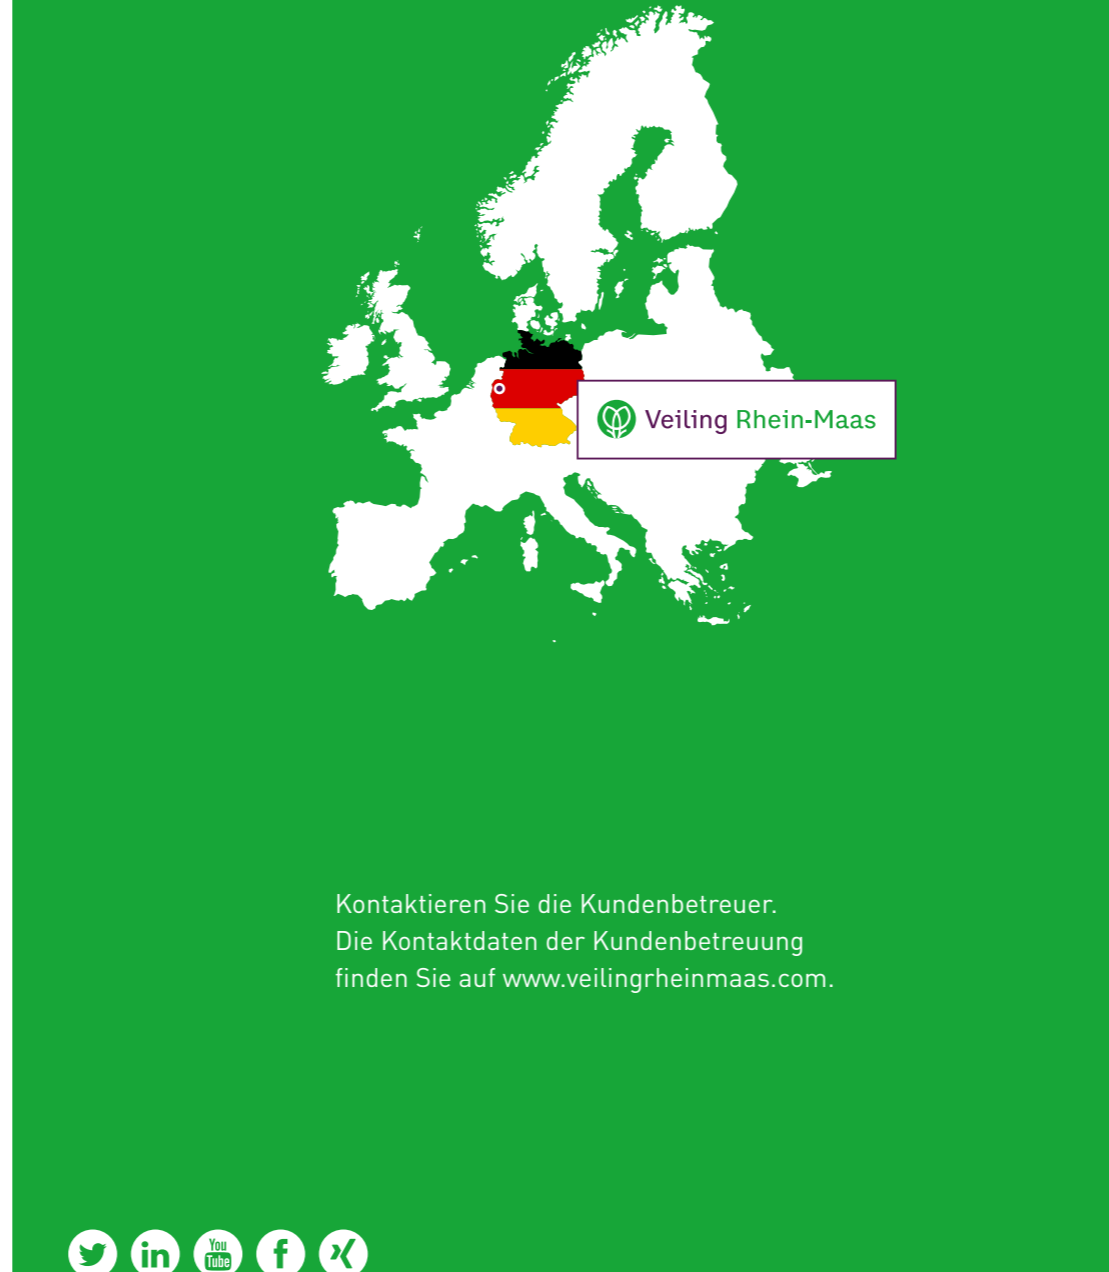 Veiling Rhein-Maas
Kontaktieren Sie die Kundenbetreuer.
Die Kontaktdaten der Kundenbetreuung
finden Sie auf www.veilingrheinmaas.com.
in
You
Tube
f